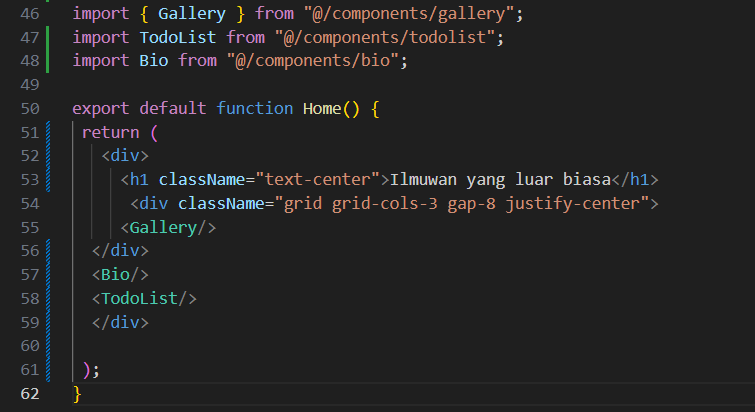 46 import { Gallery } from "@/components/gallery";
47 import TodoList from "@/components/todolist";
48 import Bio from "@/components/bio";
49
50 export default function Home() {
51 return (
52 <div>
53 <h1 className="text-center">Ilmuwan yang luar biasa</h1>
54 <div className="grid grid-cols-3 gap-8 justify-center">
55 <Gallery/>
56 </div>
57 <Bio/>
58 <TodoList/>
59 </div>
60
61 );
62 }